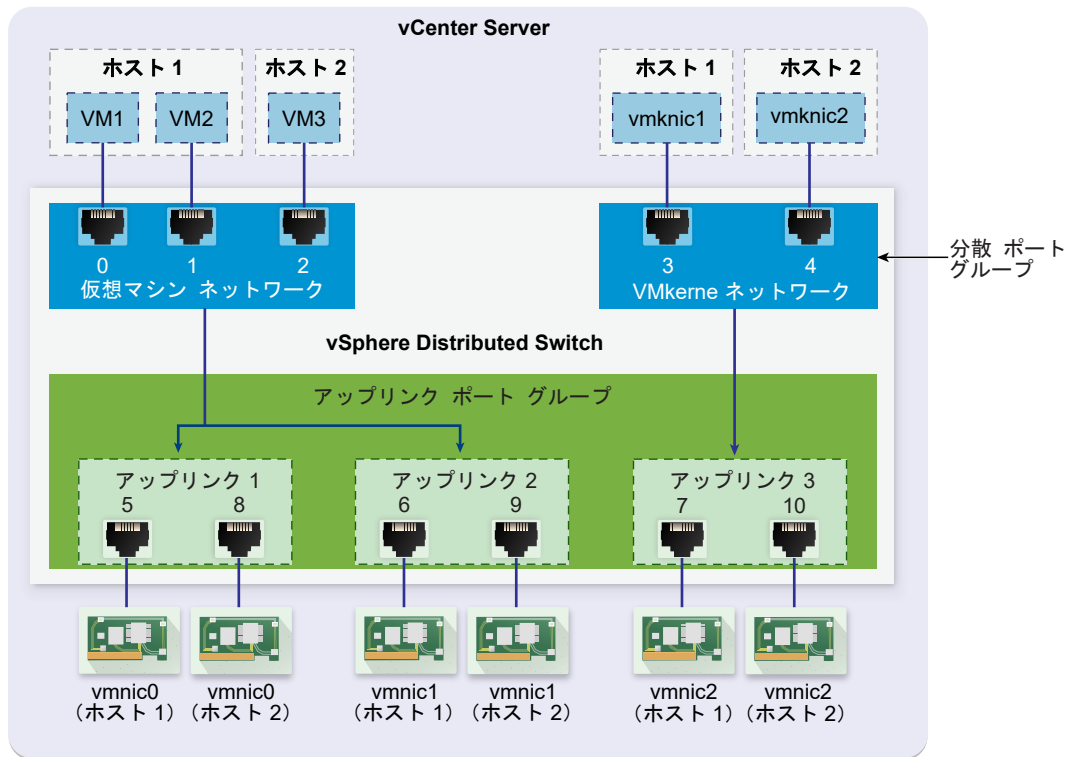 vCenter Server
ホスト 1
ホスト 2
ホスト 1
ホスト 2
VM1
VM2
VM3
vmknic1
vmknic2
0
1
2
仮想マシン ネットワーク
3
4
VMkerne ネットワーク
分散 ポート
グループ
vSphere Distributed Switch
アップリンク ポート グループ
アップリンク 1
5
8
アップリンク 2
6
9
アップリンク 3
7
10
vmnic0
（ホスト 1）
vmnic0
（ホスト 2）
vmnic1
（ホスト 1）
vmnic1
（ホスト 2）
vmnic2
（ホスト 1）
vmnic2
（ホスト 2）